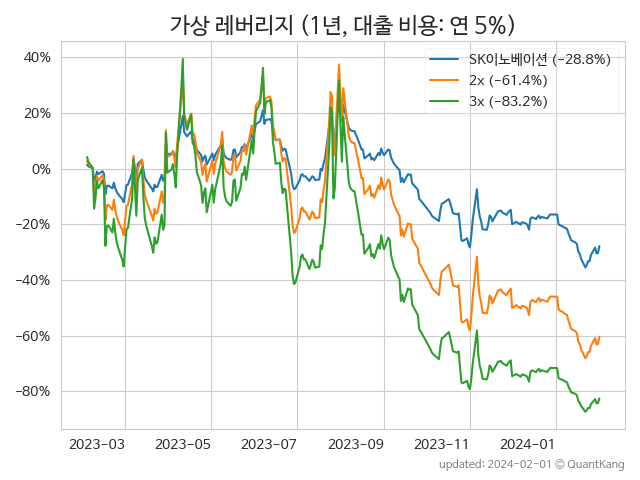 가상 레버리지 (1년, 대출 비용: 연 5%)
SK이노베이션 (−28.8%)
2x (−61.4%)
3x (−83.2%)
40%
20%
0%
−20%
−40%
−60%
−80%
2023-03 2023-05 2023-07 2023-09 2023-11 2024-01
updated: 2024-02-01 © QuantKang